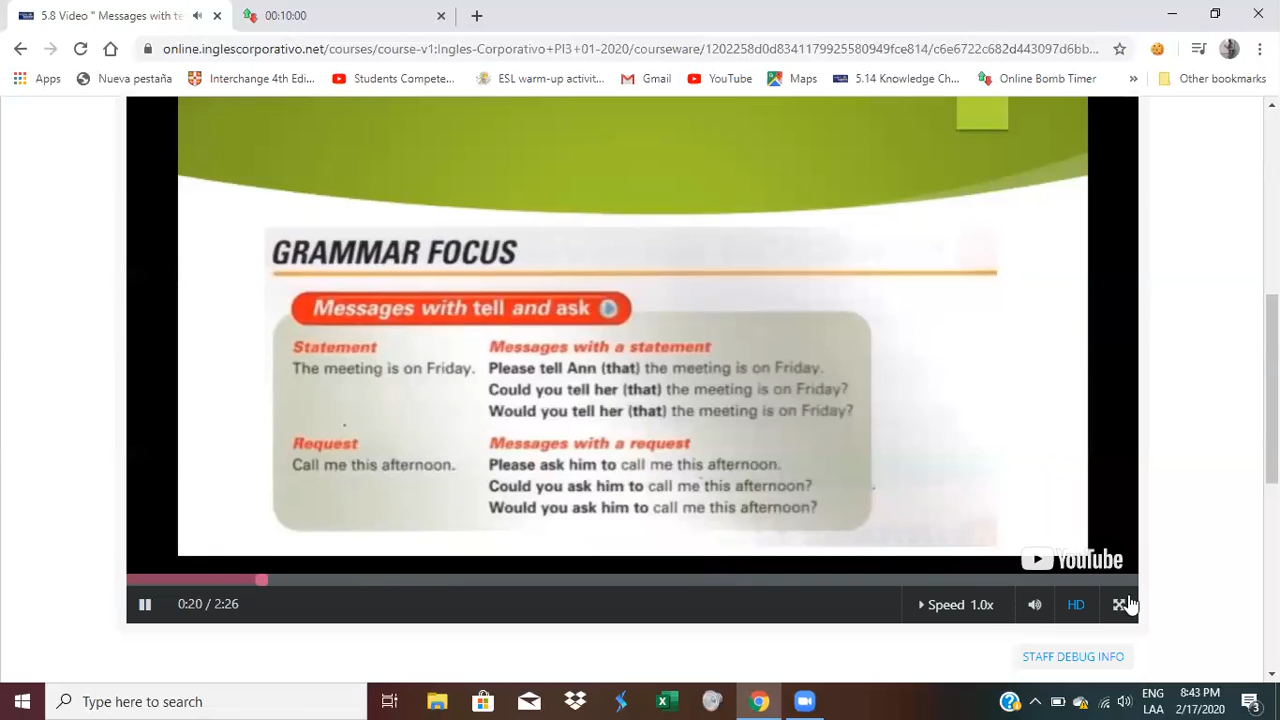 5.8 Video " Messages with te
00:10:00
online.inglescorporativo.net/courses/course-v1:Ingles-Corporativo+PI3+01-2020/courseware/1202258d0d8341179925580949fce814/c6e6722c682d443097d6bb...
Apps Nueva pestaña Interchange 4th Edi... Students Compete... ESL warm-up activit... Gmail YouTube Maps 5.14 Knowledge Ch... Online Bomb Timer » Other bookmarks
GRAMMAR FOCUS
Messages with tell and ask
Statement Messages with a statement
The meeting is on Friday. Please tell Ann (that) the meeting is on Friday.
Could you tell her (that) the meeting is on Friday?
Would you tell her (that) the meeting is on Friday?
Request Messages with a request
Call me this afternoon. Please ask him to call me this afternoon.
Could you ask him to call me this afternoon?
Would you ask him to call me this afternoon?
YouTube
0:20 / 2:26 Speed 1.0x HD
STAFF DEBUG INFO
Type here to search
ENG 8:43 PM
LAA 2/17/2020 3